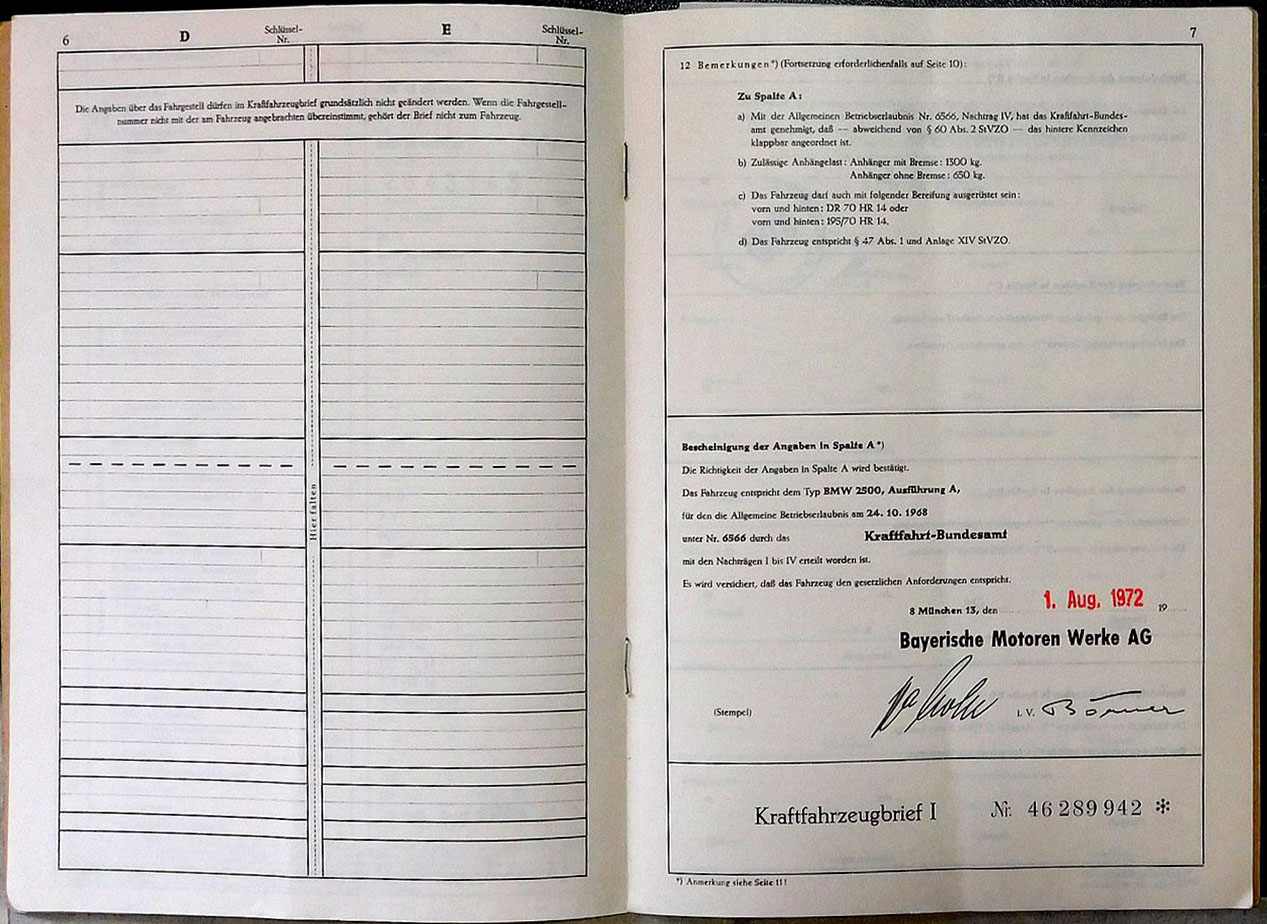 6
D
Schlüssel-
Nr.
E
Schlüssel-
Nr.
Die Angaben über das Fahrgestell dürfen im Kraftfahrzeugbrief grundsätzlich nicht geändert werden. Wenn die Fahrgestell-
nummer nicht mit der am Fahrzeug angebrachten übereinstimmt, gehört der Brief nicht zum Fahrzeug.
Hier falten
7
12 Bemerkungen*) (Fortsetzung erforderlichenfalls auf Seite 10):
Zu Spalte A:
a) Mit der Allgemeinen Betriebserlaubnis Nr. 6566, Nachtrag IV, hat das Kraftfahrt-Bundes-
amt genehmigt, daß — abweichend von § 60 Abs. 2 StVZO — das hintere Kennzeichen
klappbar angeordnet ist.
b) Zulässige Anhängelast: Anhänger mit Bremse: 1300 kg.
Anhänger ohne Bremse: 650 kg.
c) Das Fahrzeug darf auch mit folgender Bereifung ausgerüstet sein:
vorn und hinten: DR 70 HR 14 oder
vorn und hinten: 195/70 HR 14.
d) Das Fahrzeug entspricht § 47 Abs. 1 und Anlage XIV StVZO.
Bescheinigung der Angaben in Spalte A*)
Die Richtigkeit der Angaben in Spalte A wird bestätigt.
Das Fahrzeug entspricht dem Typ BMW 2500, Ausführung A,
für den die Allgemeine Betriebserlaubnis am 24. 10. 1968
unter Nr. 6566 durch das Kraftfahrt-Bundesamt
mit den Nachträgen I bis IV erteilt worden ist.
Es wird versichert, daß das Fahrzeug den gesetzlichen Anforderungen entspricht.
8 München 13, den 1. Aug. 1972 19
Bayerische Motoren Werke AG
(Stempel) i. V. Börner
Kraftfahrzeugbrief I Nr. 46 289 942 *
*) Anmerkung siehe Seite 11!